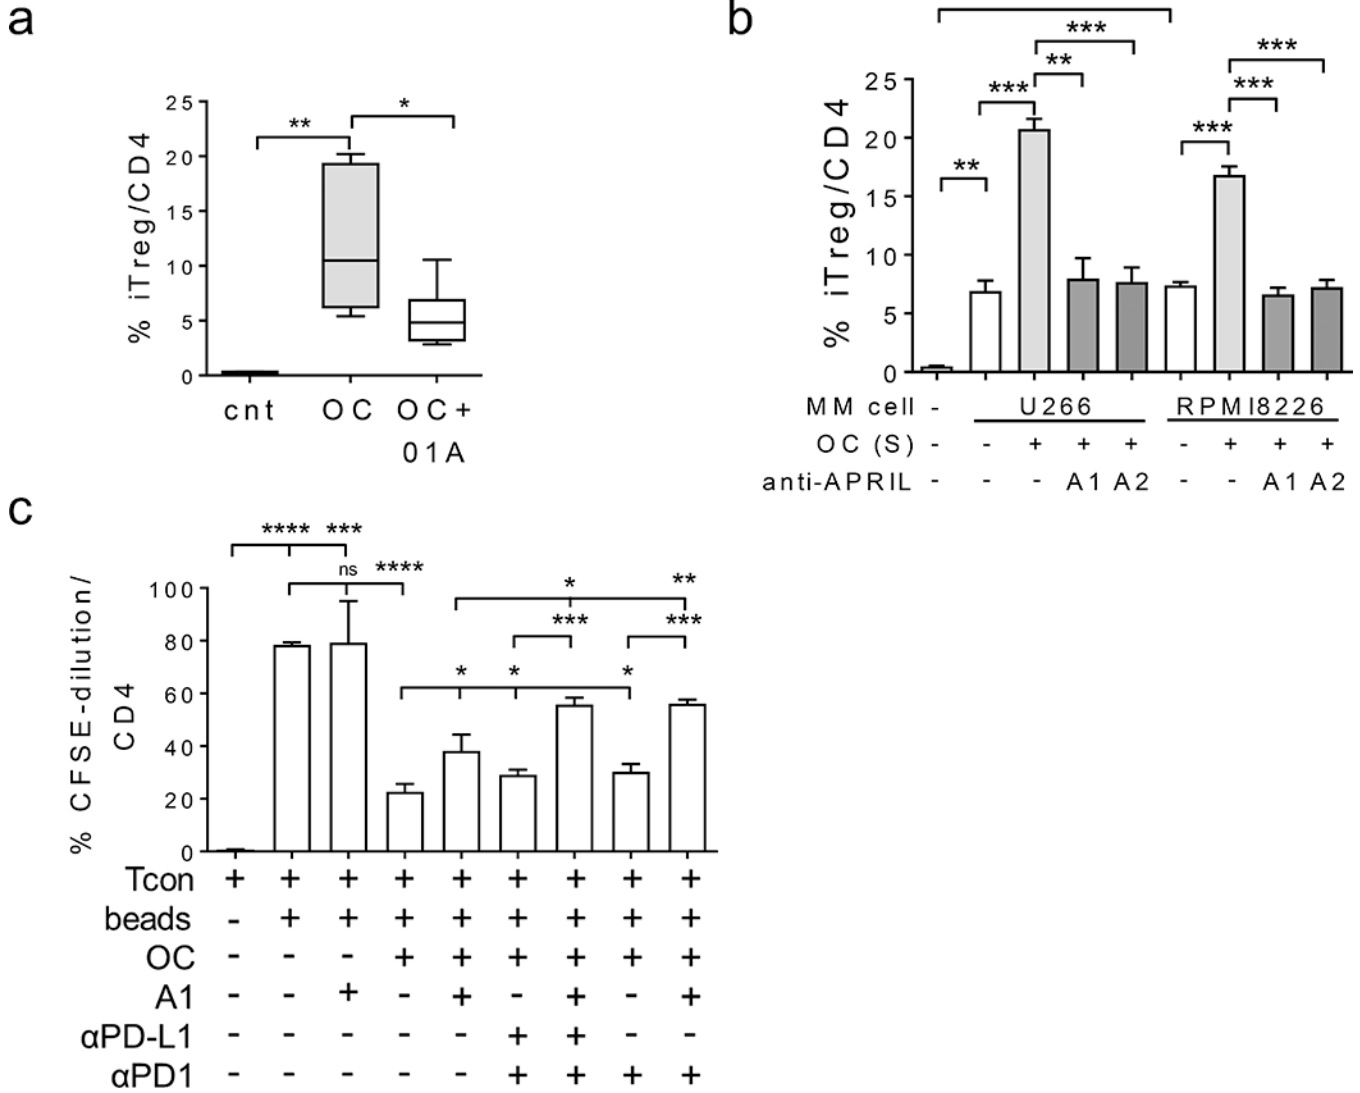 a
b
***
***
***
**
***
25
20
15
10
5
0
% iTreg/CD4
**
*
cnt OC OC+
01A
25
20
15
10
5
0
% iTreg/CD4
**
***
***
***
MM cell - U266 RPMI8226
OC (S) - - + + + - + + +
anti-APRIL - - - A1 A2 - - A1 A2
c
**** ***
ns ****
* **
*** ***
* * *
100
80
60
40
20
0
% CFSE-dilution/
CD4
Tcon + + + + + + + + +
beads - + + + + + + + +
OC - - - + + + + + +
A1 - - + - + - + - +
αPD-L1 - - - - - + + - -
αPD1 - - - - - + + + +